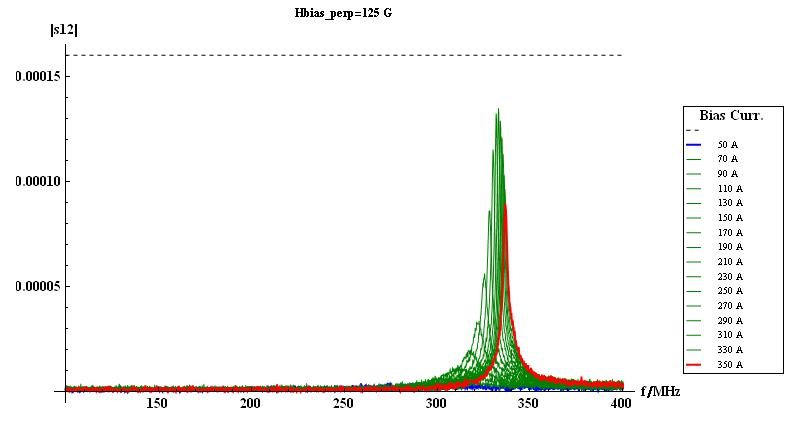 Hbias_perp=125 G
|s12|
0.00015
0.00010
0.00005
150 200 250 300 350 400 f/MHz
Bias Curr.
50 A
70 A
90 A
110 A
130 A
150 A
170 A
190 A
210 A
230 A
250 A
270 A
290 A
310 A
330 A
350 A